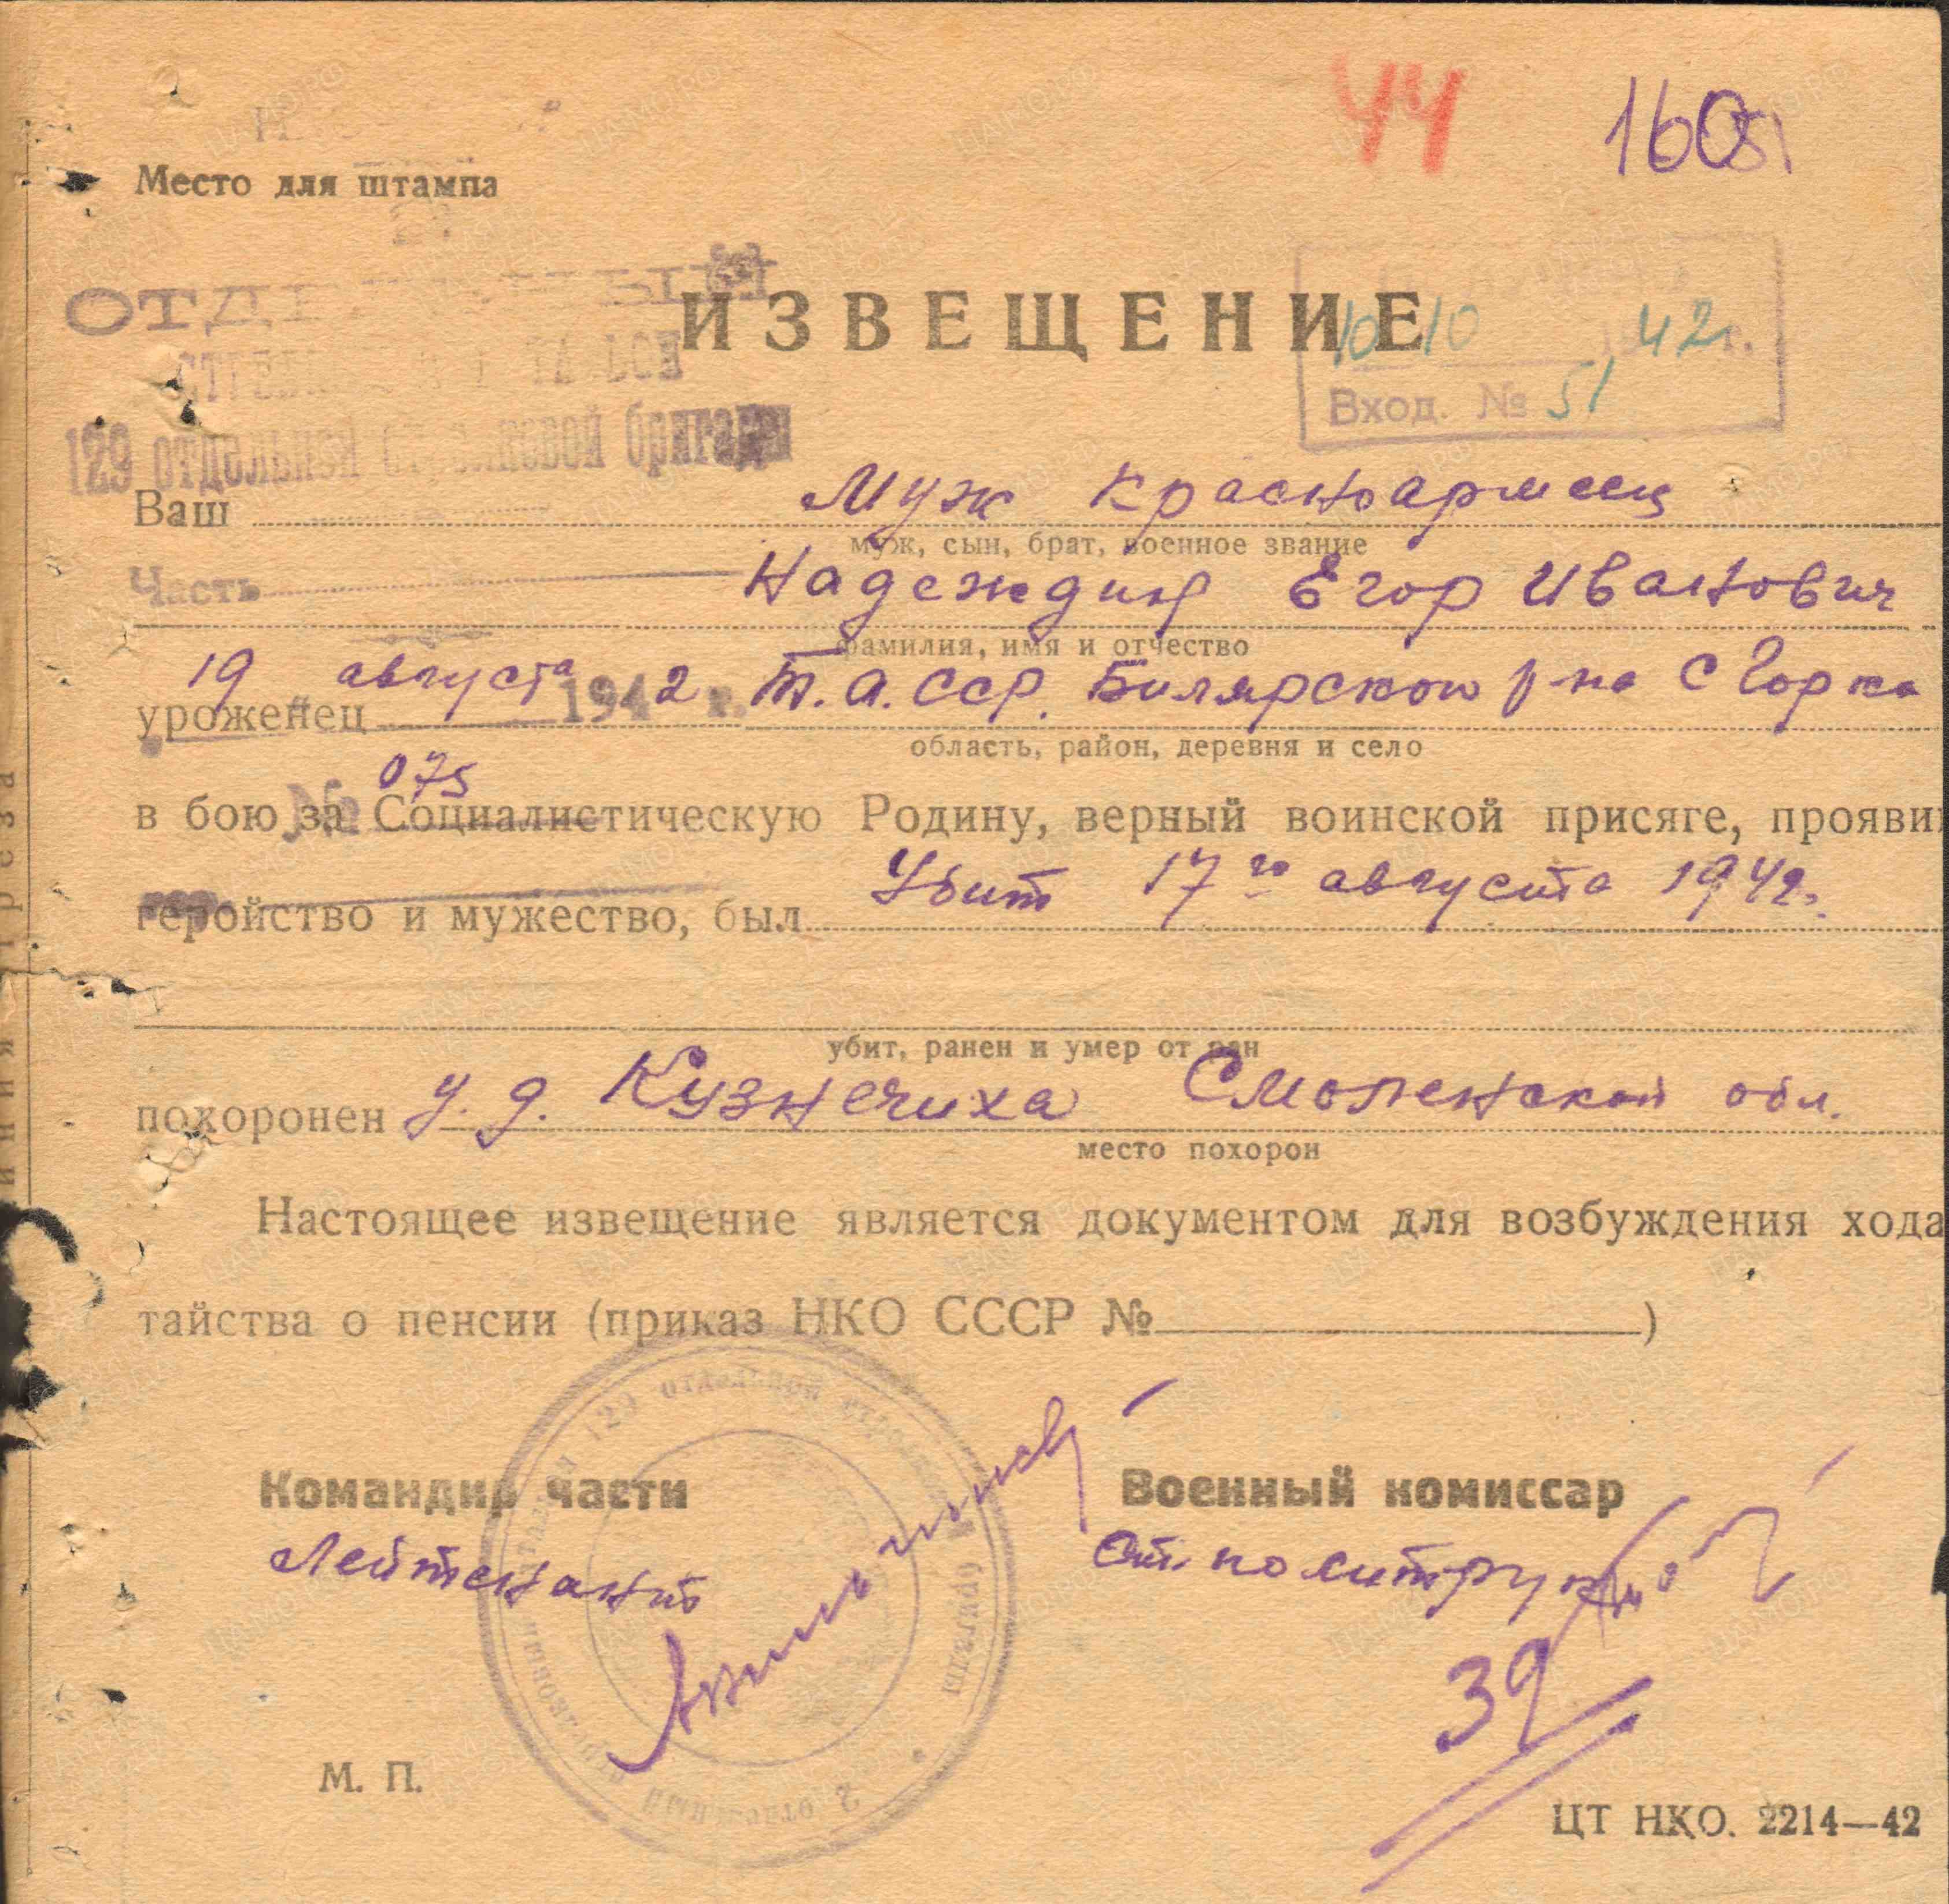 44 160
Место для штампа
ИЗВЕЩЕНИЕ
10 10 42 г.
Вход. № 51
129 отдельной стрелковой бригады
Ваш Муж красноармеец
муж, сын, брат, военное звание
Часть Надеждин Егор Иванович
фамилия, имя и отчество
19 августа 1942 г.
уроженец Т.А.ССР. Билярского р-на с Горка
область, район, деревня и село
№ 075
в бою за Социалистическую Родину, верный воинской присяге, проявив
геройство и мужество, был Убит 17го августа 1942.
убит, ранен и умер от ран
похоронен у. д. Кузнечиха Смоленской обл.
место похорон
Настоящее извещение является документом для возбуждения хода
тайства о пенсии (приказ НКО СССР № )
Командир части Военный комиссар
Лейтенант Ст. политрук
39
М. П.
ЦТ НКО. 2214—42